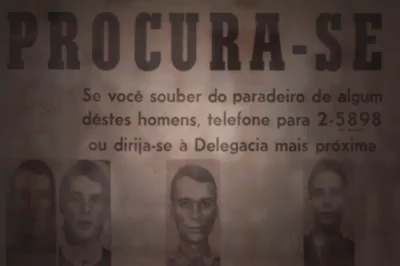 PROCURA-SE
Se você souber do paradeiro de algum
dêstes homens, telefone para 2-5898
ou dirija-se à Delegacia mais próxima